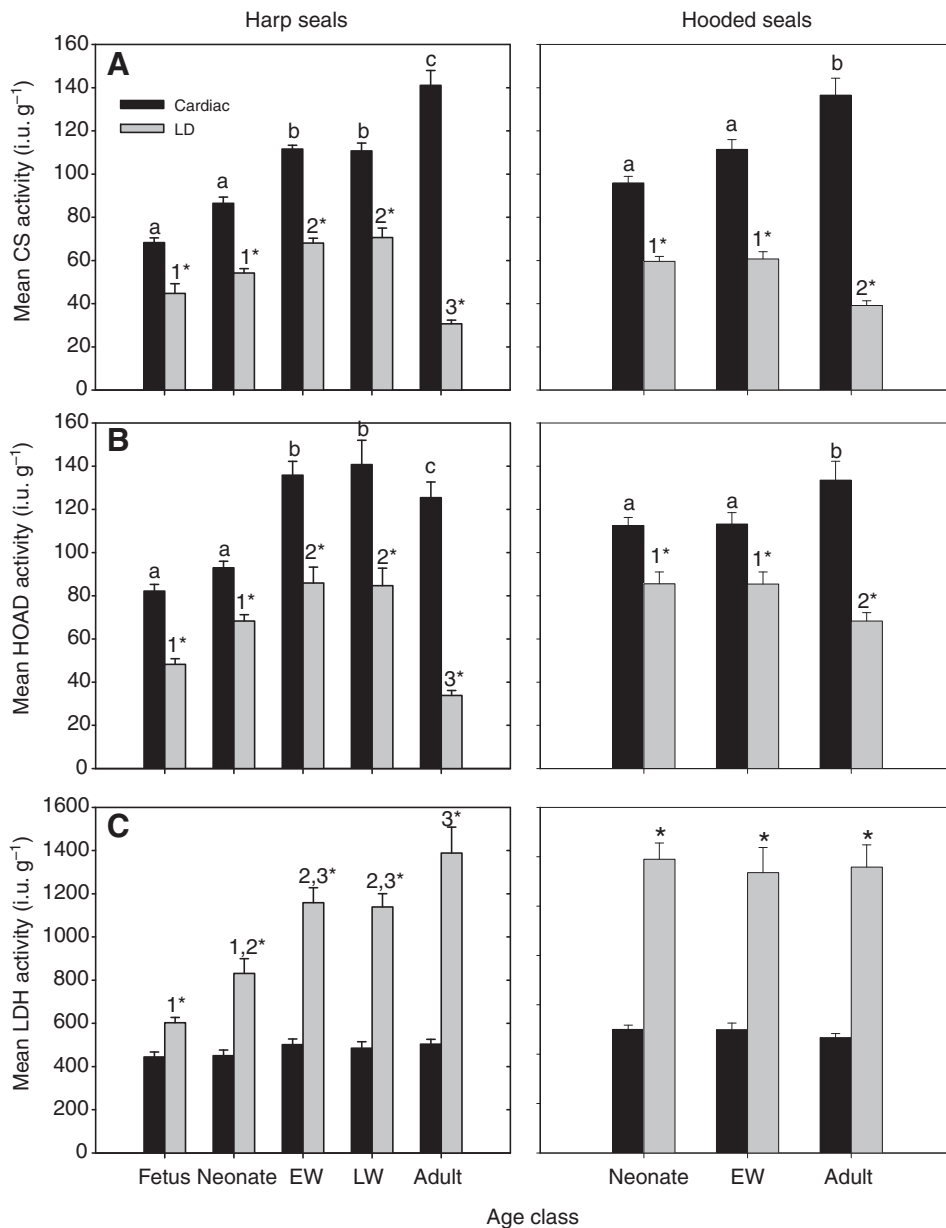 Harp seals
Hooded seals
A
Cardiac
LD
Mean CS activity (i.u. g⁻¹)
160
140
120
100
80
60
40
20
0
a
1*
a
1*
b
2*
b
2*
c
3*
a
1*
a
1*
b
2*
B
Mean HOAD activity (i.u. g⁻¹)
160
140
120
100
80
60
40
20
0
a
1*
a
1*
b
2*
b
2*
c
3*
a
1*
a
1*
b
2*
C
Mean LDH activity (i.u. g⁻¹)
1600
1400
1200
1000
800
600
400
200
0
1*
1,2*
2,3*
2,3*
3*
*
*
*
Fetus Neonate EW LW Adult
Neonate EW Adult
Age class